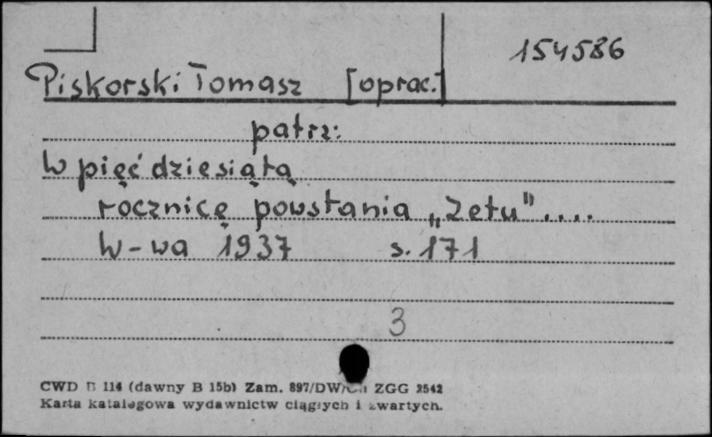 154586
Piskorski Tomasz [oprac.]
patrz:
W pięćdziesiątą
rocznicę powstania „Zetu"....
W-wa 1937 s. 171
3
CWD B 114 (dawny B 15b) Zam. 897/DW/ ZGG 2542
Karta katalogowa wydawnictw ciągłych i zwartych.